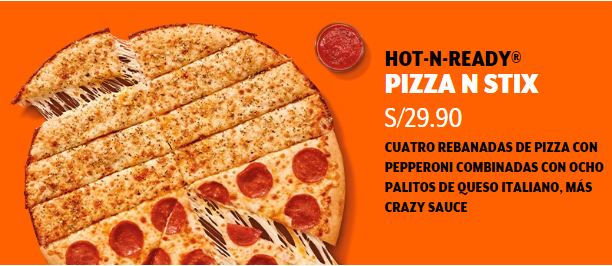 HOT-N-READY®
PIZZA N STIX
S/29.90
CUATRO REBANADAS DE PIZZA CON
PEPPERONI COMBINADAS CON OCHO
PALITOS DE QUESO ITALIANO, MÁS
CRAZY SAUCE